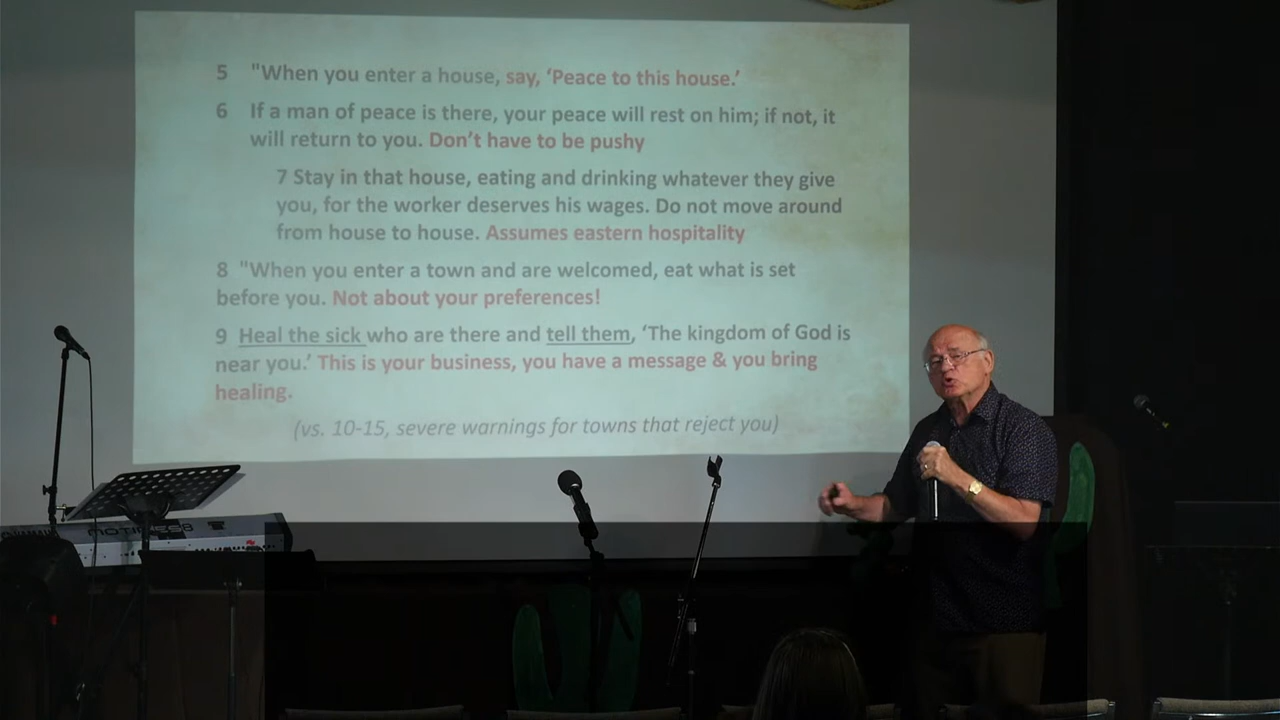 5 "When you enter a house, say, ‘Peace to this house.’
6 If a man of peace is there, your peace will rest on him; if not, it
will return to you. Don’t have to be pushy
7 Stay in that house, eating and drinking whatever they give
you, for the worker deserves his wages. Do not move around
from house to house. Assumes eastern hospitality
8 "When you enter a town and are welcomed, eat what is set
before you. Not about your preferences!
9 Heal the sick who are there and tell them, ‘The kingdom of God is
near you.’ This is your business, you have a message & you bring
healing.
(vs. 10-15, severe warnings for towns that reject you)